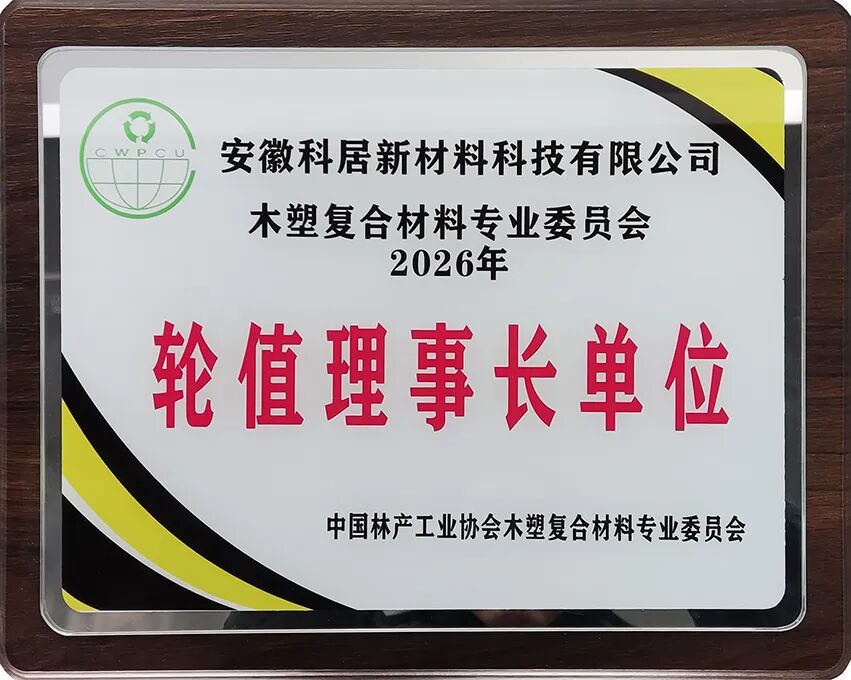 CWPCU
安徽科居新材料科技有限公司
木塑复合材料专业委员会
2026年
轮值理事长单位
中国林产工业协会木塑复合材料专业委员会